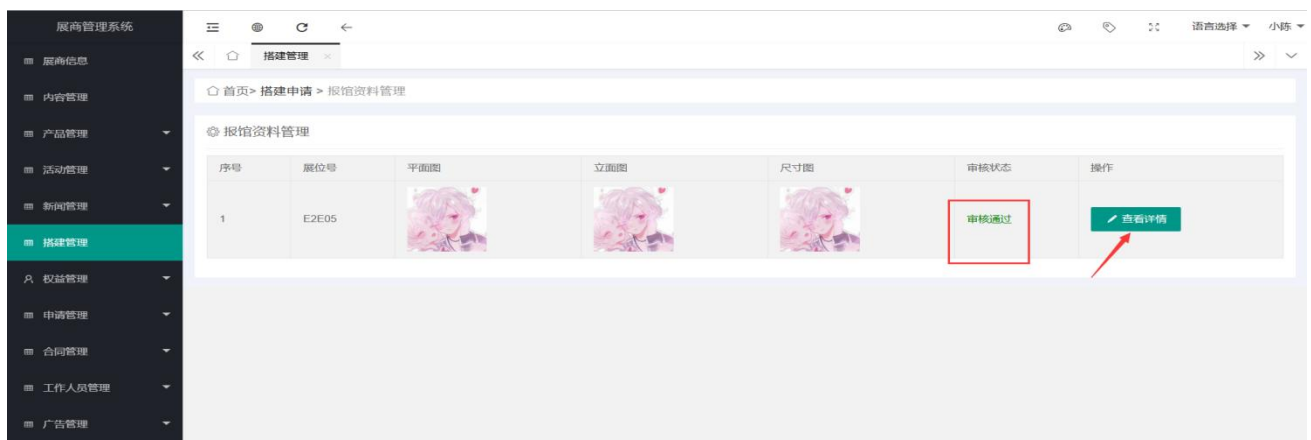 展商管理系统
语言选择 小陈
展商信息
搭建管理
内容管理
首页> 搭建申请 > 报馆资料管理
产品管理
报馆资料管理
活动管理
序号 展位号 平面图 立面图 尺寸图 审核状态 操作
新闻管理
1 E2E05 审核通过 查看详情
搭建管理
权益管理
申请管理
合同管理
工作人员管理
广告管理